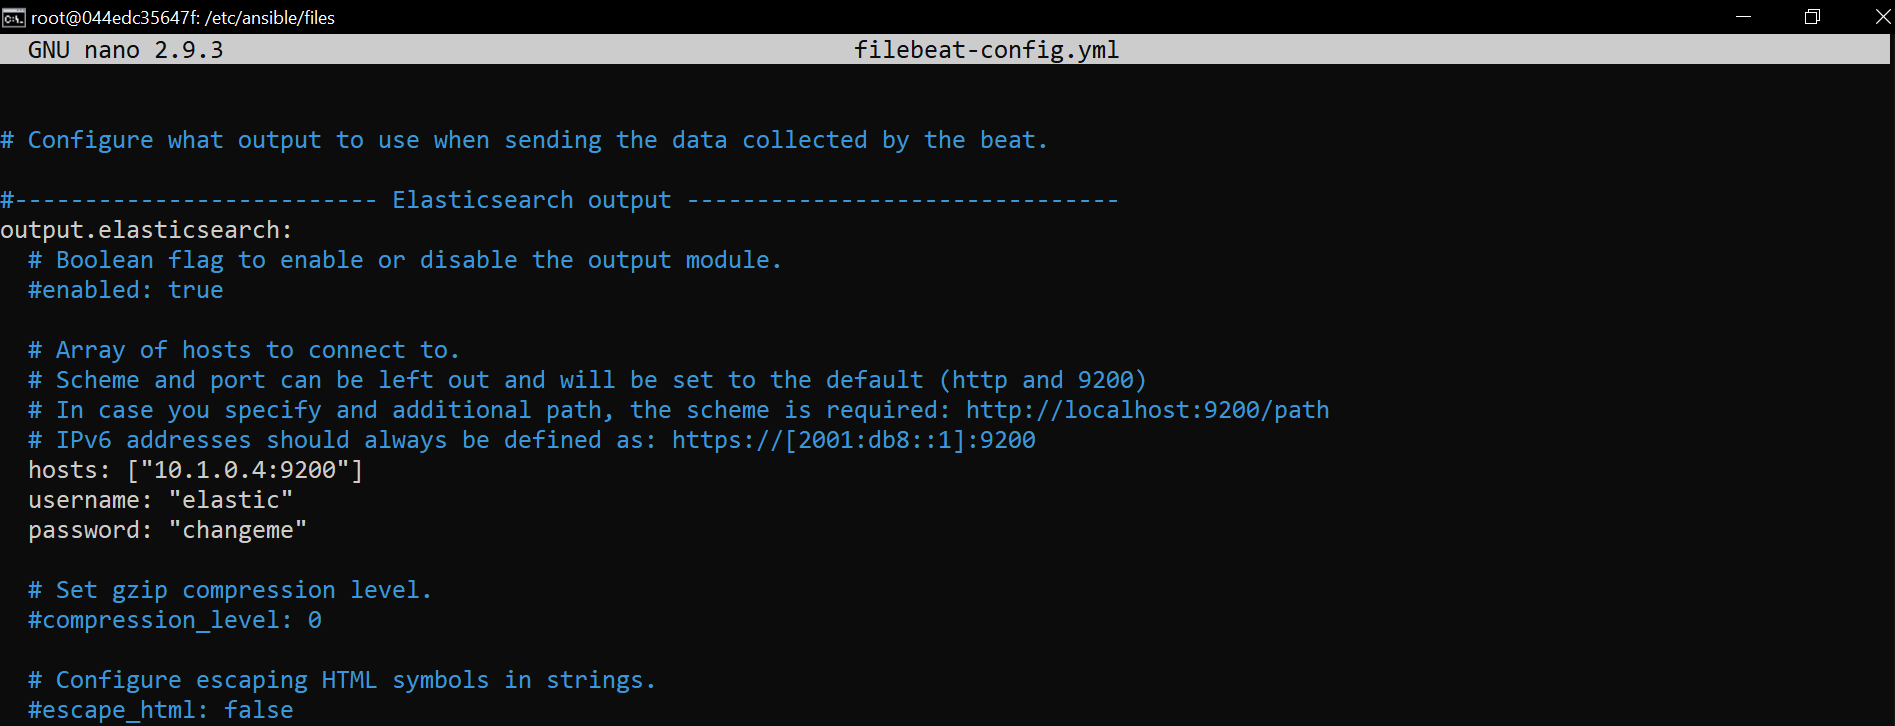 root@044edc35647f: /etc/ansible/files
GNU nano 2.9.3 filebeat-config.yml
# Configure what output to use when sending the data collected by the beat.
#-------------------------- Elasticsearch output -------------------------------
output.elasticsearch:
# Boolean flag to enable or disable the output module.
#enabled: true
# Array of hosts to connect to.
# Scheme and port can be left out and will be set to the default (http and 9200)
# In case you specify and additional path, the scheme is required: http://localhost:9200/path
# IPv6 addresses should always be defined as: https://[2001:db8::1]:9200
hosts: ["10.1.0.4:9200"]
username: "elastic"
password: "changeme"
# Set gzip compression level.
#compression_level: 0
# Configure escaping HTML symbols in strings.
#escape_html: false